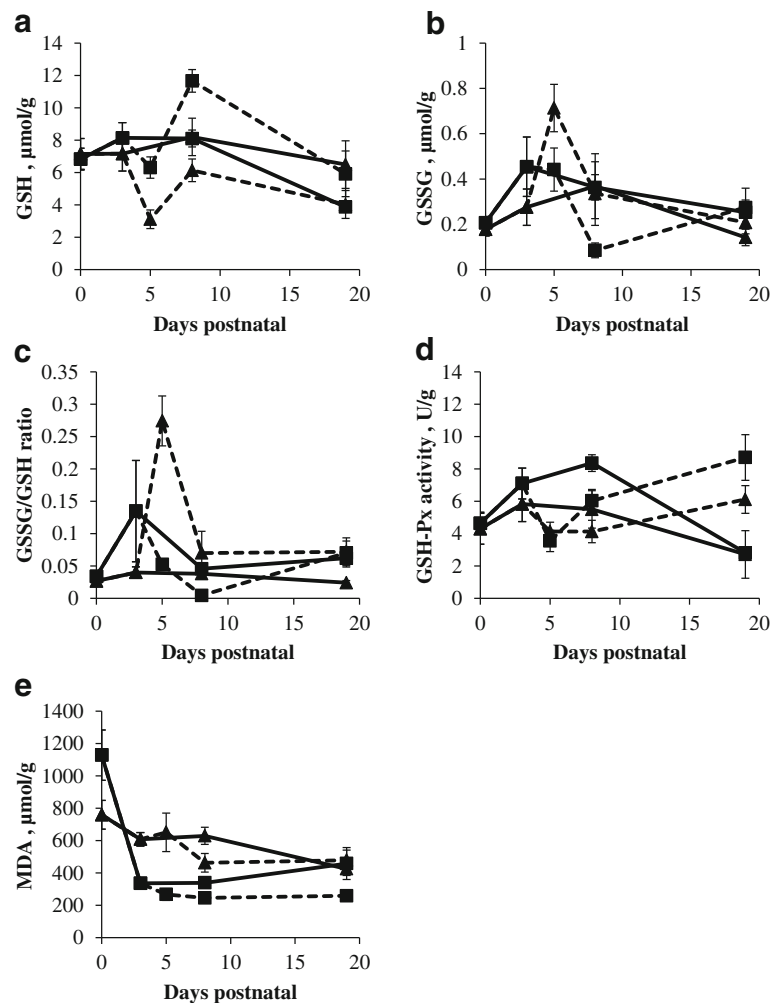 a
14
12
10
8
6
4
2
0
GSH , µmol/g
0 5 10 15 20
Days postnatal
b
1
0.8
0.6
0.4
0.2
0
GSSG , µmol/g
0 5 10 15 20
Days postnatal
c
0.35
0.3
0.25
0.2
0.15
0.1
0.05
0
GSSG/GSH ratio
0 5 10 15 20
Days postnatal
d
14
12
10
8
6
4
2
0
GSH-Px activity , U/g
0 5 10 15 20
Days postnatal
e
1400
1200
1000
800
600
400
200
0
MDA , µmol/g
0 5 10 15 20
Days postnatal